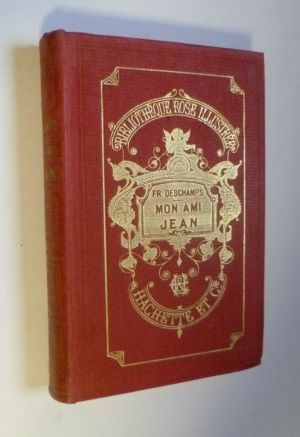 BIBLIOTHÈQUE ROSE ILLUSTRÉE
FR. DESCHAMPS
MON AMI
JEAN
HACHETTE ET Cie